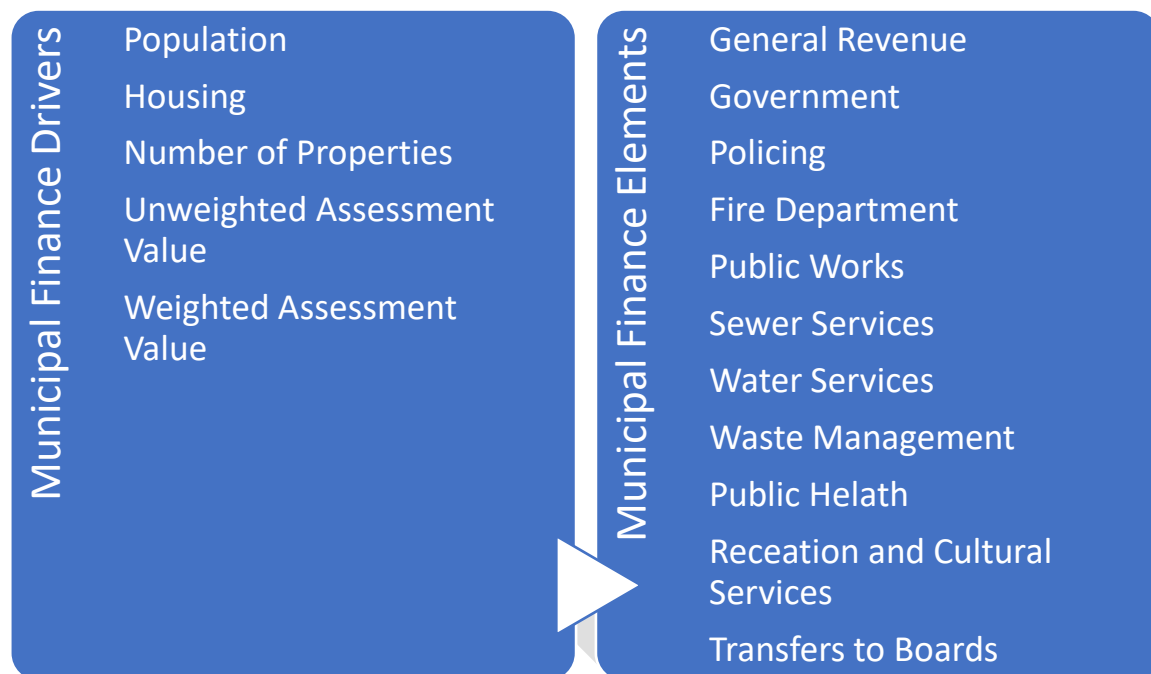 Municipal Finance Drivers
Population
Housing
Number of Properties
Unweighted Assessment
Value
Weighted Assessment
Value
Municipal Finance Elements
General Revenue
Government
Policing
Fire Department
Public Works
Sewer Services
Water Services
Waste Management
Public Helath
Receation and Cultural
Services
Transfers to Boards